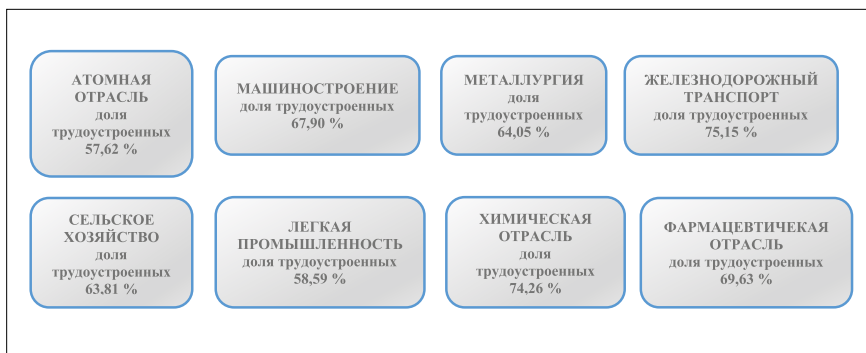 АТОМНАЯ
ОТРАСЛЬ
доля
трудоустроенных
57,62 %
МАШИНОСТРОЕНИЕ
доля трудоустроенных
67,90 %
МЕТАЛЛУРГИЯ
доля
трудоустроенных
64,05 %
ЖЕЛЕЗНОДОРОЖНЫЙ
ТРАНСПОРТ
доля трудоустроенных
75,15 %
СЕЛЬСКОЕ
ХОЗЯЙСТВО
доля
трудоустроенных
63,81 %
ЛЕГКАЯ
ПРОМЫШЛЕННОСТЬ
доля трудоустроенных
58,59 %
ХИМИЧЕСКАЯ
ОТРАСЛЬ
доля
трудоустроенных
74,26 %
ФАРМАЦЕВТИЧЕКАЯ
ОТРАСЛЬ
доля трудоустроенных
69,63 %